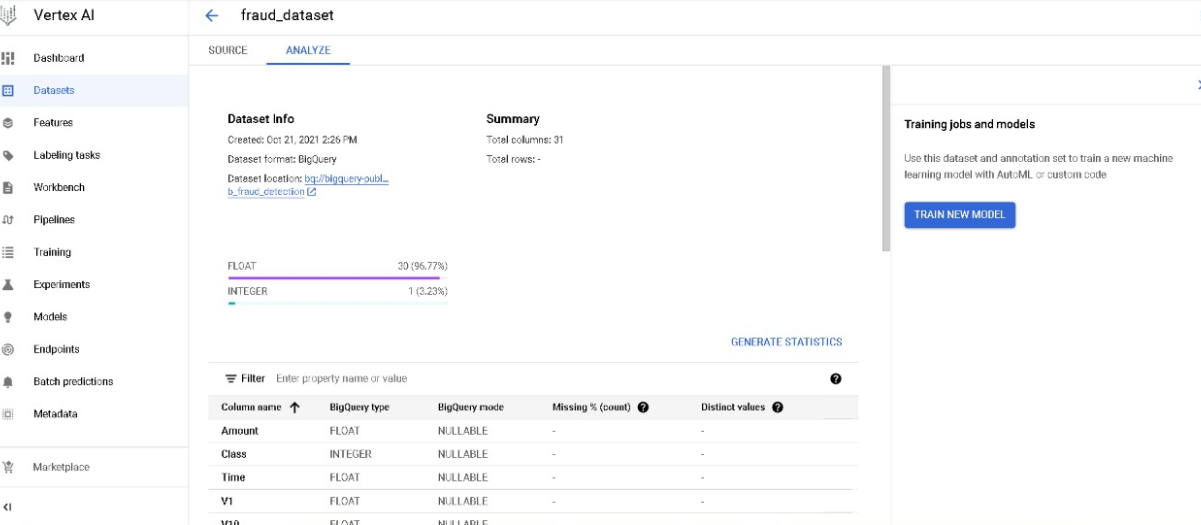 Vertex AI
fraud_dataset
SOURCE
ANALYZE
Dashboard
Datasets
Features
Labeling tasks
Workbench
Pipelines
Training
Experiments
Models
Endpoints
Batch predictions
Metadata
Marketplace
Dataset Info
Created: Oct 21, 2021 2:26 PM
Dataset format: BigQuery
Dataset location: bq://bigquery-publ...
b_fraud_detection
Summary
Total columns: 31
Total rows: -
FLOAT 30 (96.77%)
INTEGER 1 (3.23%)
GENERATE STATISTICS
Filter Enter property name or value
Column name BigQuery type BigQuery mode Missing % (count) Distinct values
Amount FLOAT NULLABLE - -
Class INTEGER NULLABLE - -
Time FLOAT NULLABLE - -
V1 FLOAT NULLABLE - -
V10 FLOAT NULLABLE
Training jobs and models
Use this dataset and annotation set to train a new machine
learning model with AutoML or custom code
TRAIN NEW MODEL